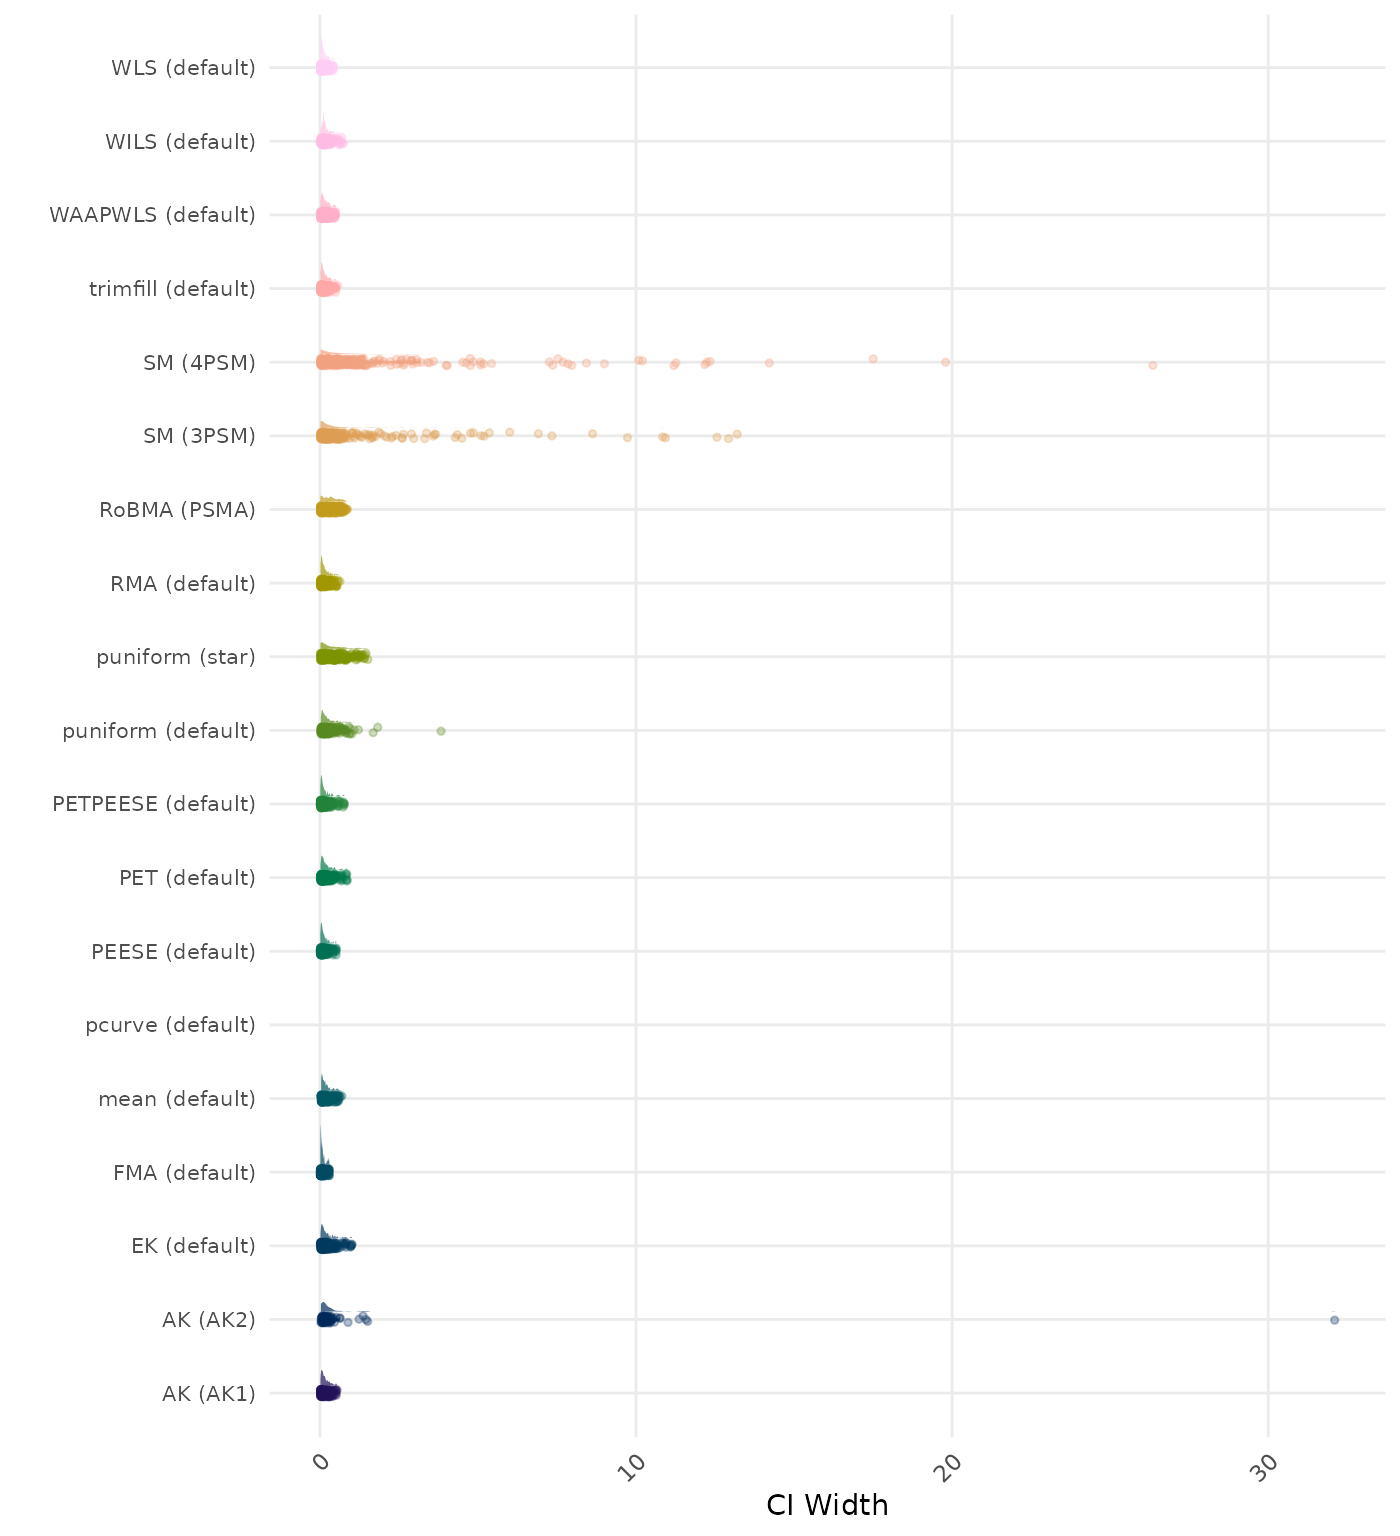 WLS (default)
WILS (default)
WAAPWLS (default)
trimfill (default)
SM (4PSM)
SM (3PSM)
RoBMA (PSMA)
RMA (default)
puniform (star)
puniform (default)
PETPEESE (default)
PET (default)
PEESE (default)
pcurve (default)
mean (default)
FMA (default)
EK (default)
AK (AK2)
AK (AK1)
0 10 20 30
CI Width